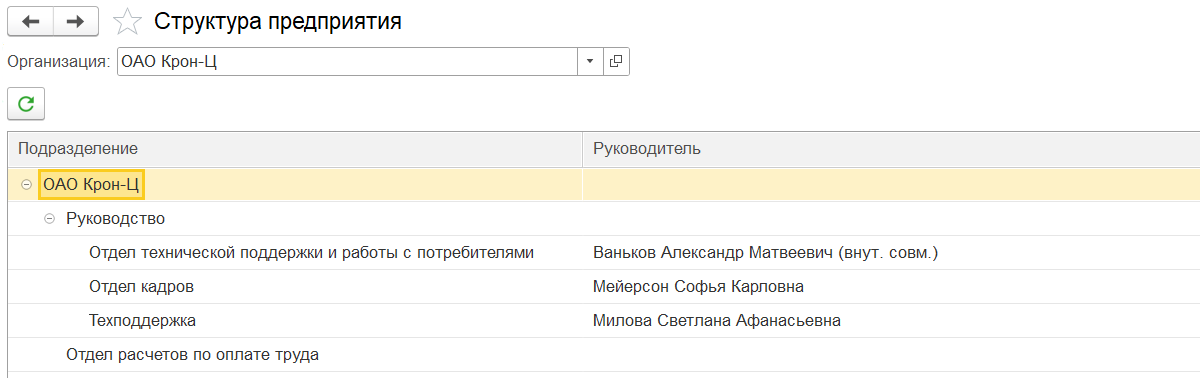 Структура предприятия
Организация: ОАО Крон-Ц
Подразделение Руководитель
ОАО Крон-Ц
Руководство
Отдел технической поддержки и работы с потребителями Ваньков Александр Матвеевич (внут. совм.)
Отдел кадров Мейерсон Софья Карловна
Техподдержка Милова Светлана Афанасьевна
Отдел расчетов по оплате труда